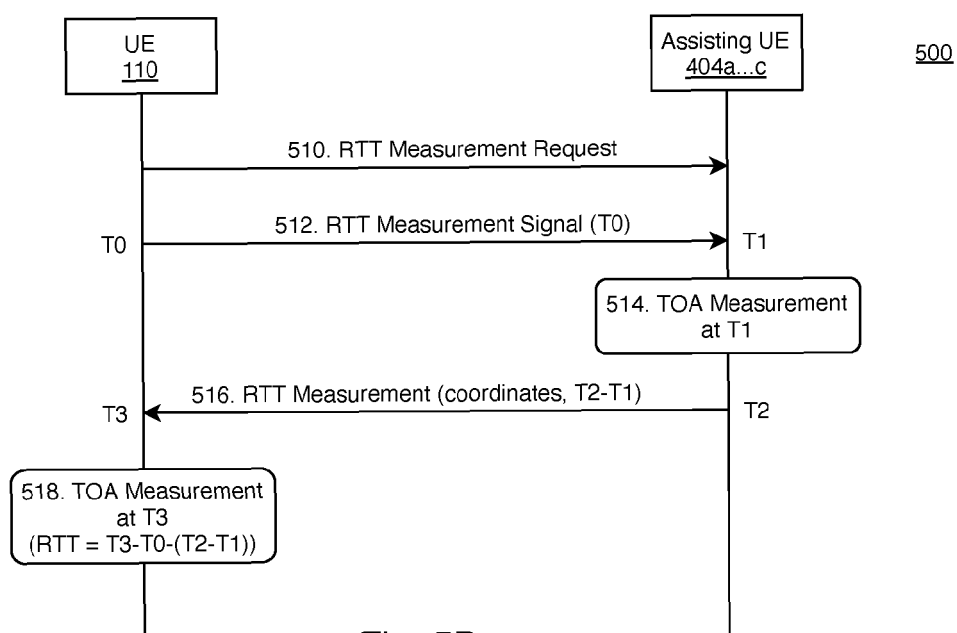 UE
110
Assisting UE
404a...c
500
510. RTT Measurement Request
512. RTT Measurement Signal (T0)
T0
T1
514. TOA Measurement
at T1
516. RTT Measurement (coordinates, T2-T1)
T3
T2
518. TOA Measurement
at T3
(RTT = T3-T0-(T2-T1))